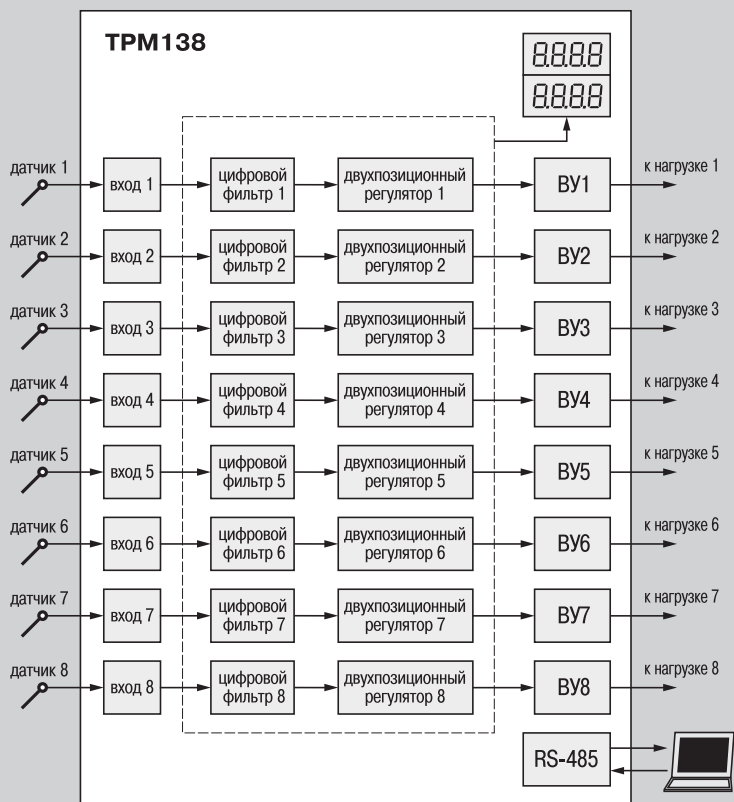 ТРМ138
8.8.8.8
8.8.8.8
датчик 1
вход 1
цифровой
фильтр 1
двухпозиционный
регулятор 1
ВУ1
к нагрузке 1
датчик 2
вход 2
цифровой
фильтр 2
двухпозиционный
регулятор 2
ВУ2
к нагрузке 2
датчик 3
вход 3
цифровой
фильтр 3
двухпозиционный
регулятор 3
ВУ3
к нагрузке 3
датчик 4
вход 4
цифровой
фильтр 4
двухпозиционный
регулятор 4
ВУ4
к нагрузке 4
датчик 5
вход 5
цифровой
фильтр 5
двухпозиционный
регулятор 5
ВУ5
к нагрузке 5
датчик 6
вход 6
цифровой
фильтр 6
двухпозиционный
регулятор 6
ВУ6
к нагрузке 6
датчик 7
вход 7
цифровой
фильтр 7
двухпозиционный
регулятор 7
ВУ7
к нагрузке 7
датчик 8
вход 8
цифровой
фильтр 8
двухпозиционный
регулятор 8
ВУ8
к нагрузке 8
RS-485